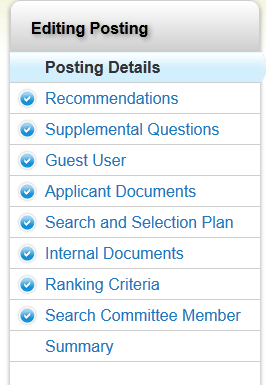 Editing Posting
Posting Details
Recommendations
Supplemental Questions
Guest User
Applicant Documents
Search and Selection Plan
Internal Documents
Ranking Criteria
Search Committee Member
Summary